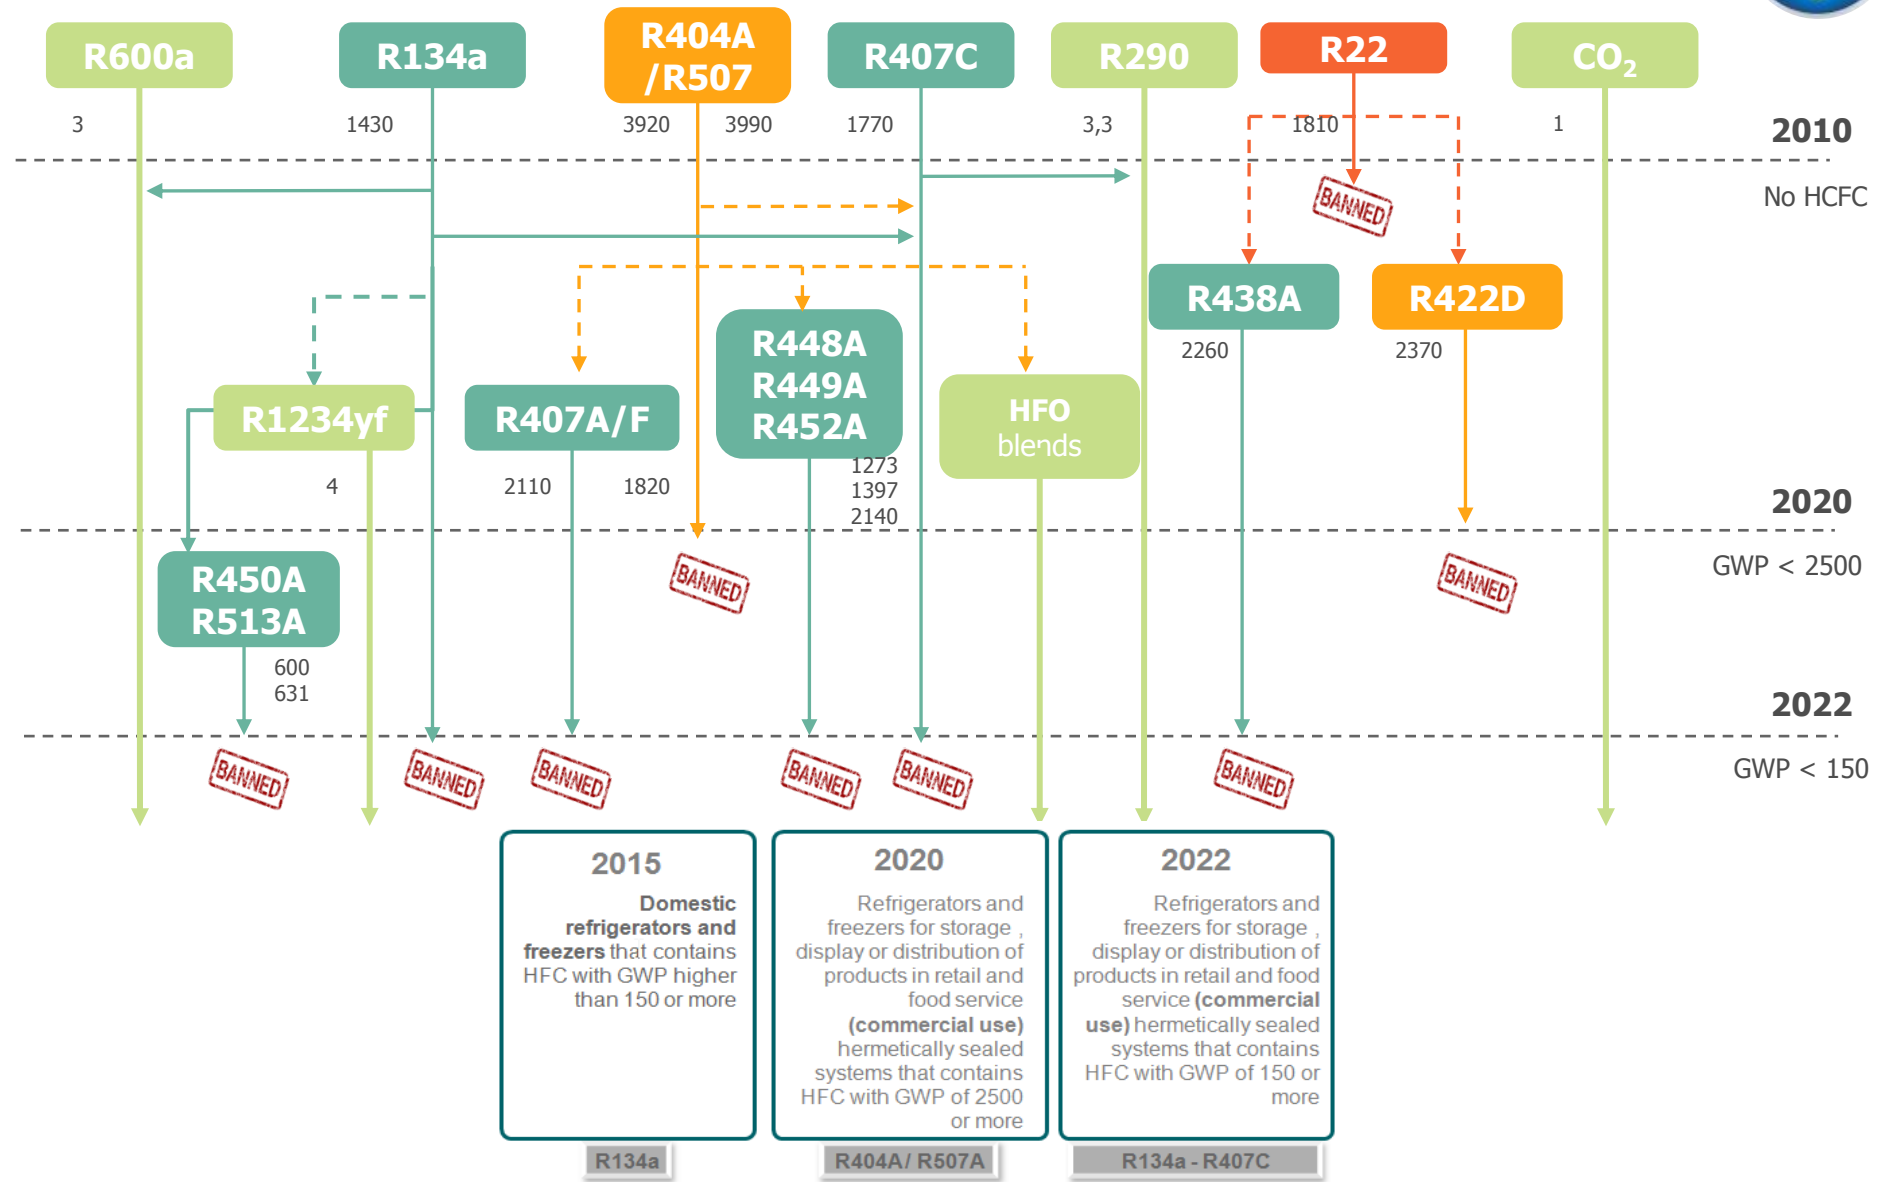 R600a
R134a
R404A
/R507
R407C
R290
R22
CO2
3
1430
3920
3990
1770
3,3
1810
1
2010
No HCFC
BANNED
R438A
R422D
2260
2370
R448A
R449A
R452A
R1234yf
R407A/F
HFO
blends
4
2110
1820
1273
1397
2140
2020
GWP < 2500
BANNED
BANNED
R450A
R513A
600
631
2022
GWP < 150
BANNED
BANNED
BANNED
BANNED
BANNED
BANNED
2015
Domestic
refrigerators and
freezers that contains
HFC with GWP higher
than 150 or more
R134a
2020
Refrigerators and
freezers for storage ,
display or distribution of
products in retail and
food service
(commercial use)
hermetically sealed
systems that contains
HFC with GWP of 2500
or more
R404A/ R507A
2022
Refrigerators and
freezers for storage ,
display or distribution of
products in retail and food
service (commercial
use) hermetically sealed
systems that contains
HFC with GWP of 150 or
more
R134a - R407C